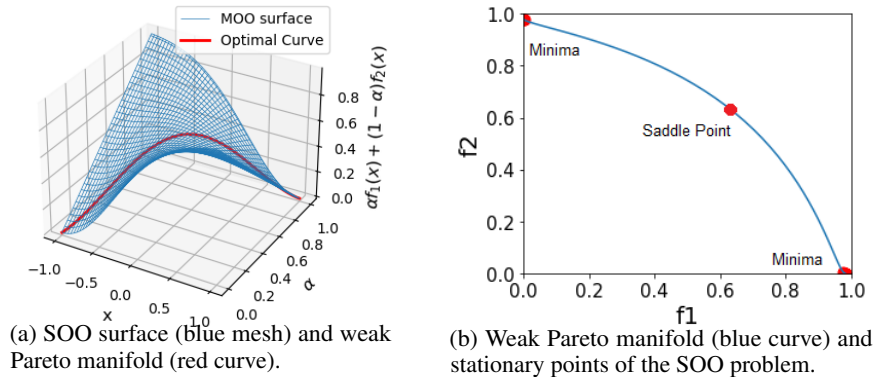 MOO surface
Optimal Curve
αf₁(x) + (1 − α)f₂(x)
0.8
0.6
0.4
0.2
0.0
−1.0
−0.5
0.0
0.5
1.0
x
0.0
0.2
0.4
0.6
0.8
1.0
α
(a) SOO surface (blue mesh) and weak
Pareto manifold (red curve).
1.0
0.8
0.6
0.4
0.2
0.0
f2
Minima
Saddle Point
Minima
0.0 0.2 0.4 0.6 0.8 1.0
f1
(b) Weak Pareto manifold (blue curve) and
stationary points of the SOO problem.